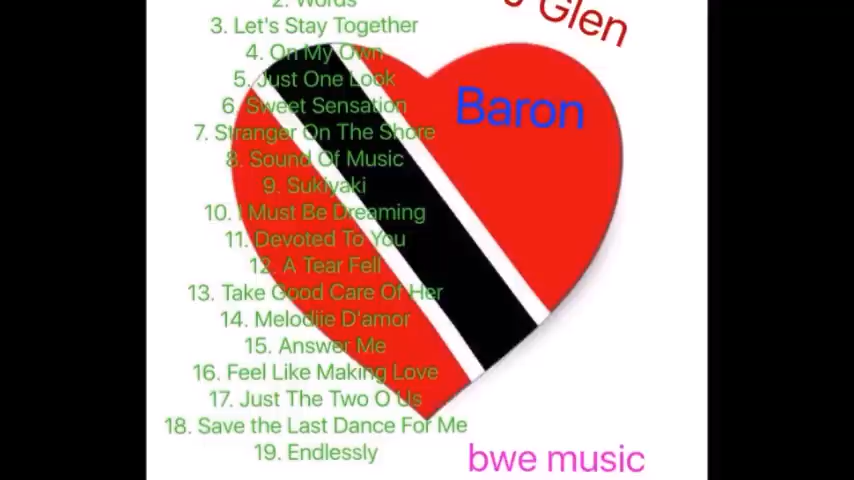 2. Words
Glen
3. Let's Stay Together
4. On My Own
5. Just One Look
Baron
6. Sweet Sensation
7. Stranger On The Shore
8. Sound Of Music
9. Sukiyaki
10. I Must Be Dreaming
11. Devoted To You
12. A Tear Fell
13. Take Good Care Of Her
14. Melodjie D'amor
15. Answer Me
16. Feel Like Making Love
17. Just The Two O Us
18. Save the Last Dance For Me
19. Endlessly
bwe music